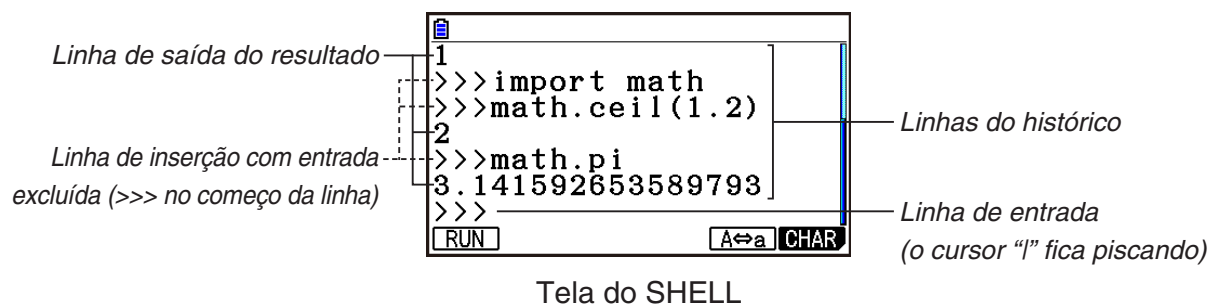 Linha de saída do resultado
1
>>>import math
>>>math.ceil(1.2)
2
>>>math.pi
3.141592653589793
>>>
RUN
A⇔a
CHAR
Linha de inserção com entrada
excluída (>>> no começo da linha)
Linhas do histórico
Linha de entrada
(o cursor “|” fica piscando)
Tela do SHELL